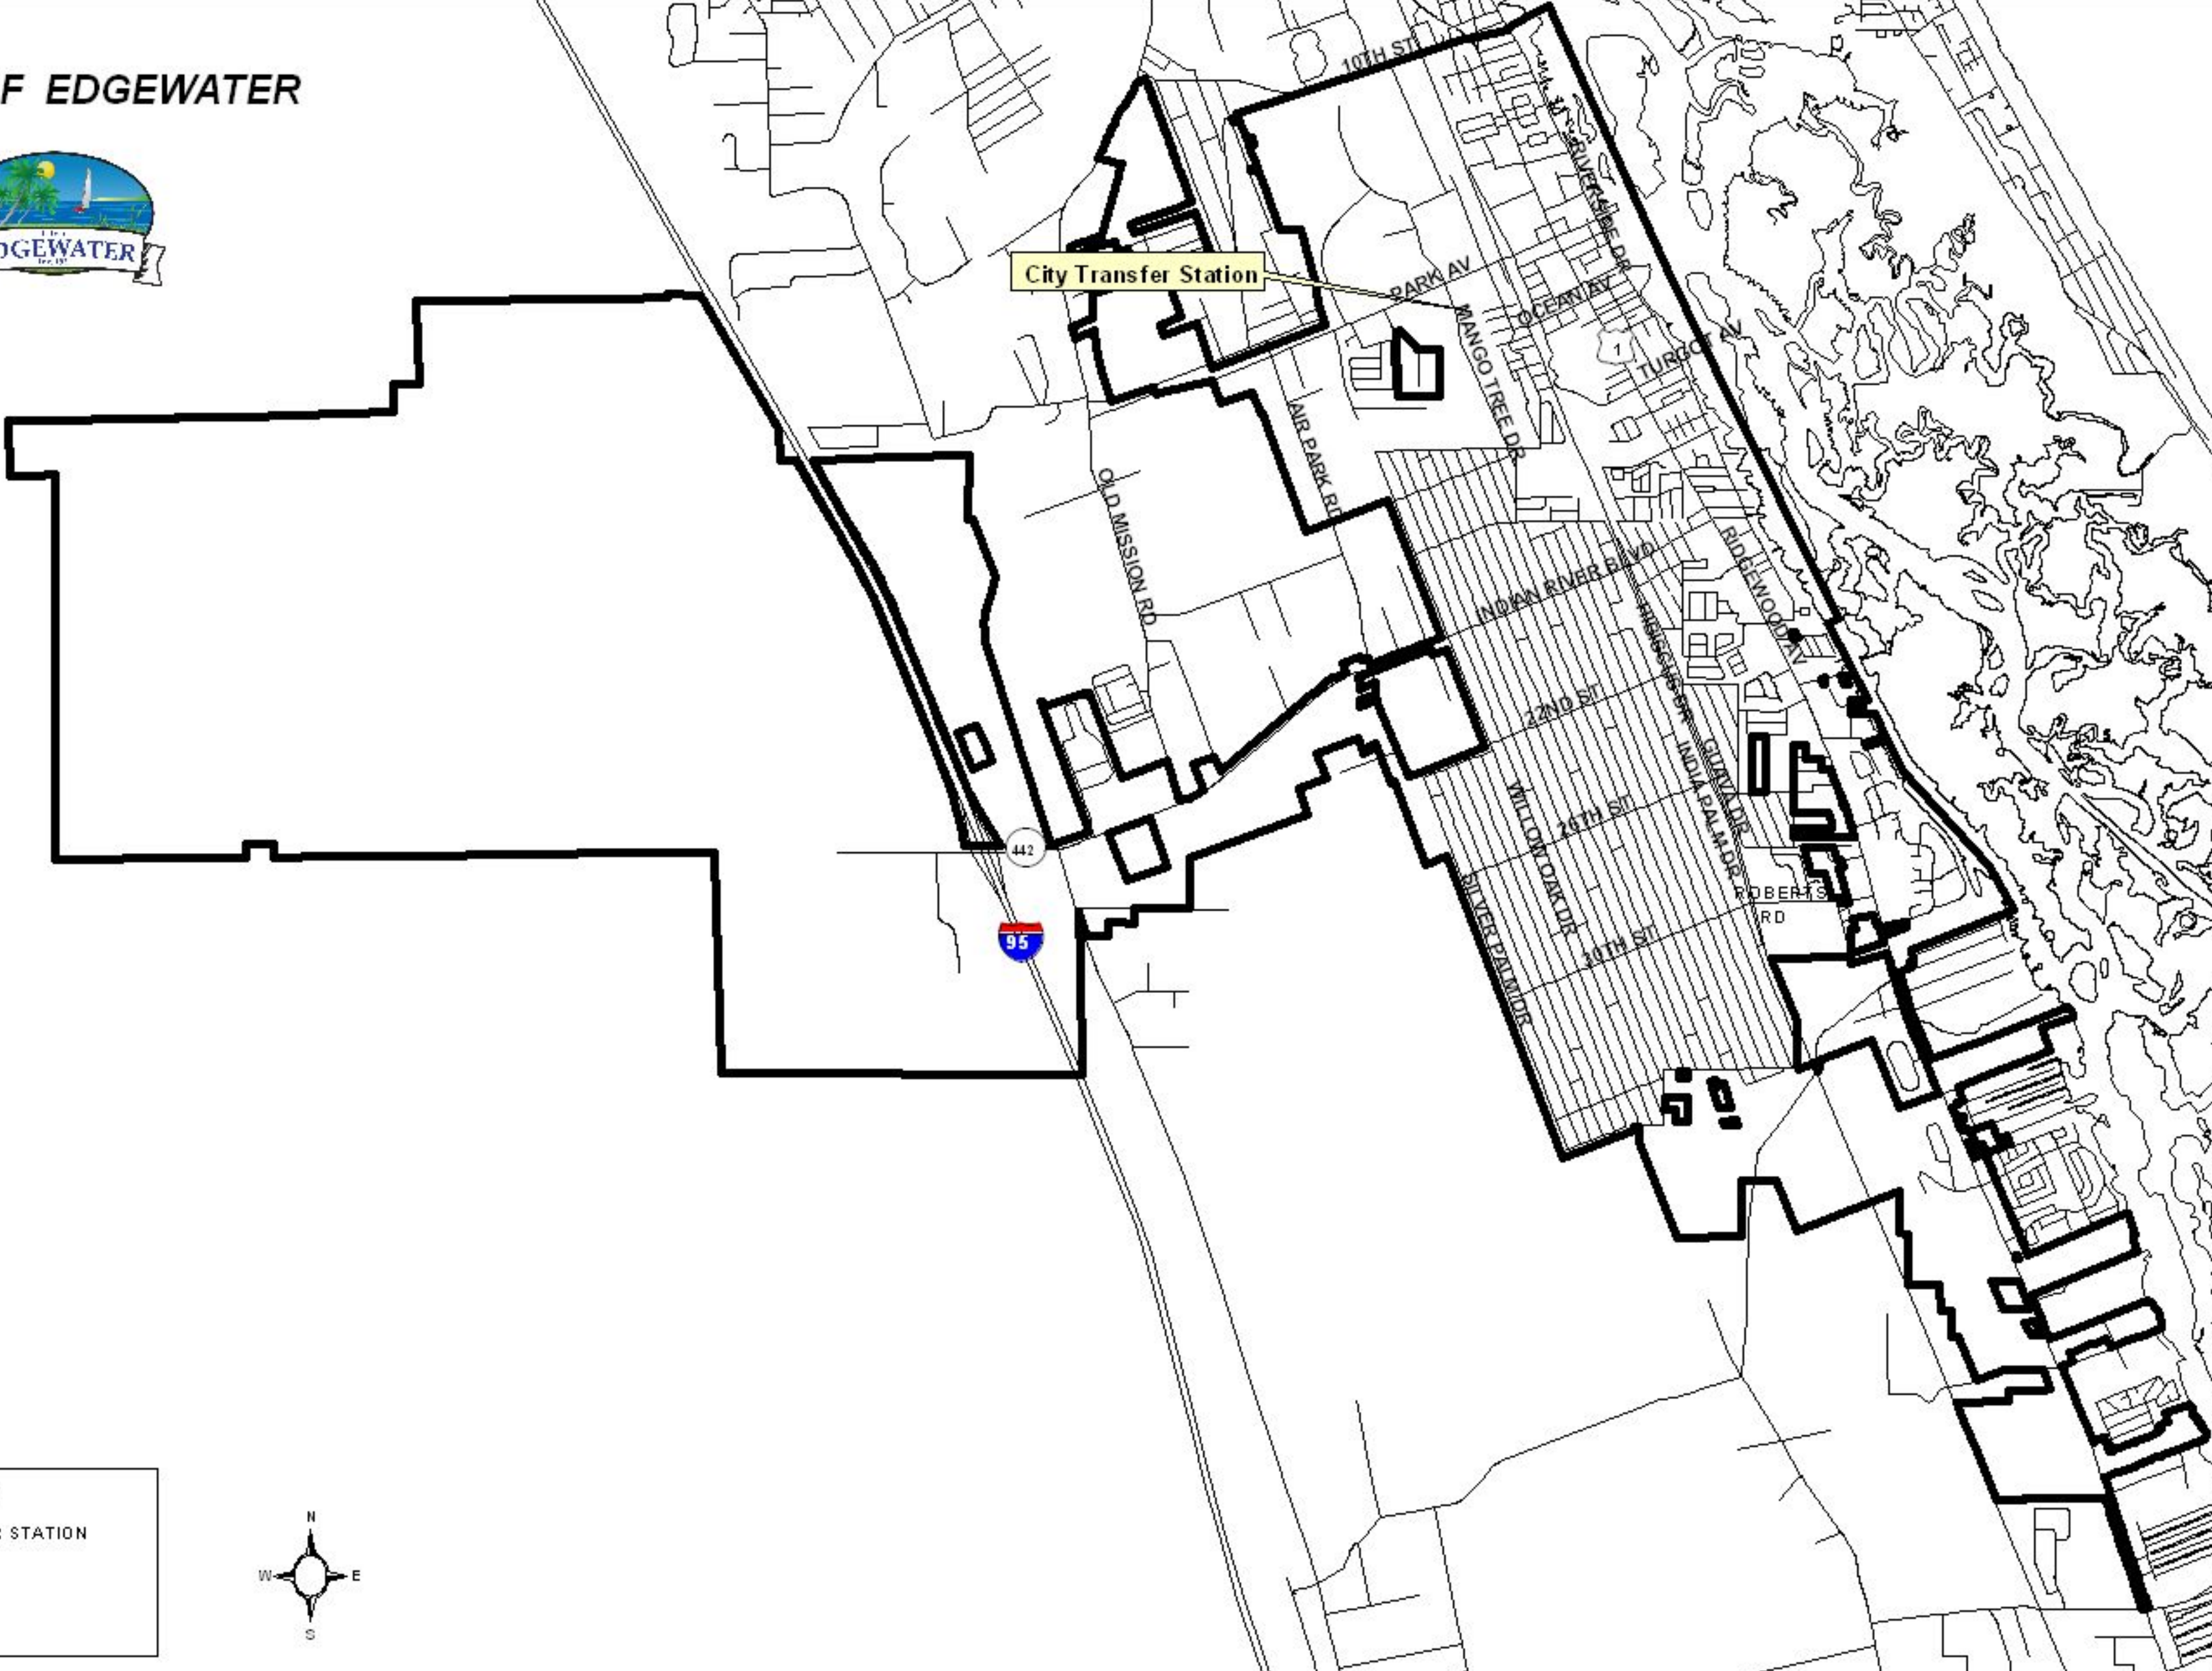 F EDGEWATER
DGEWATER
10TH ST
RIVERSIDE DR
City Transfer Station
PARK AV
OCEAN AV
MANGO TREE DR
1
TURGOT AV
AIR PARK RD
OLD MISSION RD
RIDGEWOOD AV
INDIAN RIVER BLVD
HIBISCUS DR
22ND ST
GUAVA DR
INDIA PALM DR
WILLOW OAK DR
26TH ST
442
SILVER PALM DR
ROBERTS
RD
30TH ST
95
R STATION
N
W E
S